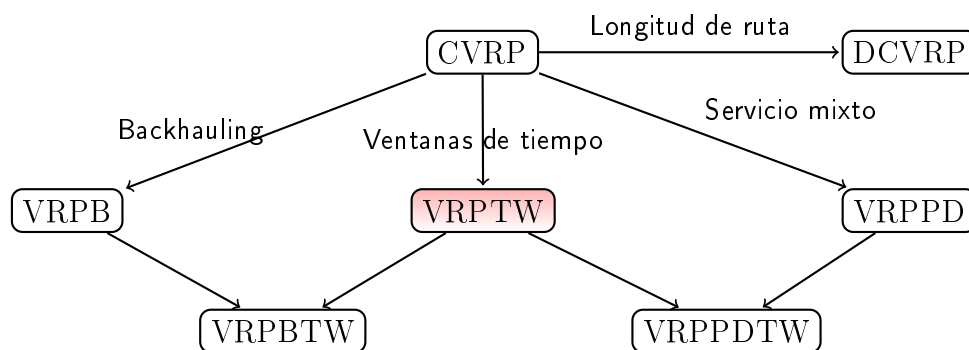 Longitud de ruta
CVRP
DCVRP
Servicio mixto
Backhauling
Ventanas de tiempo
VRPB
VRPTW
VRPPD
VRPBTW
VRPPDTW